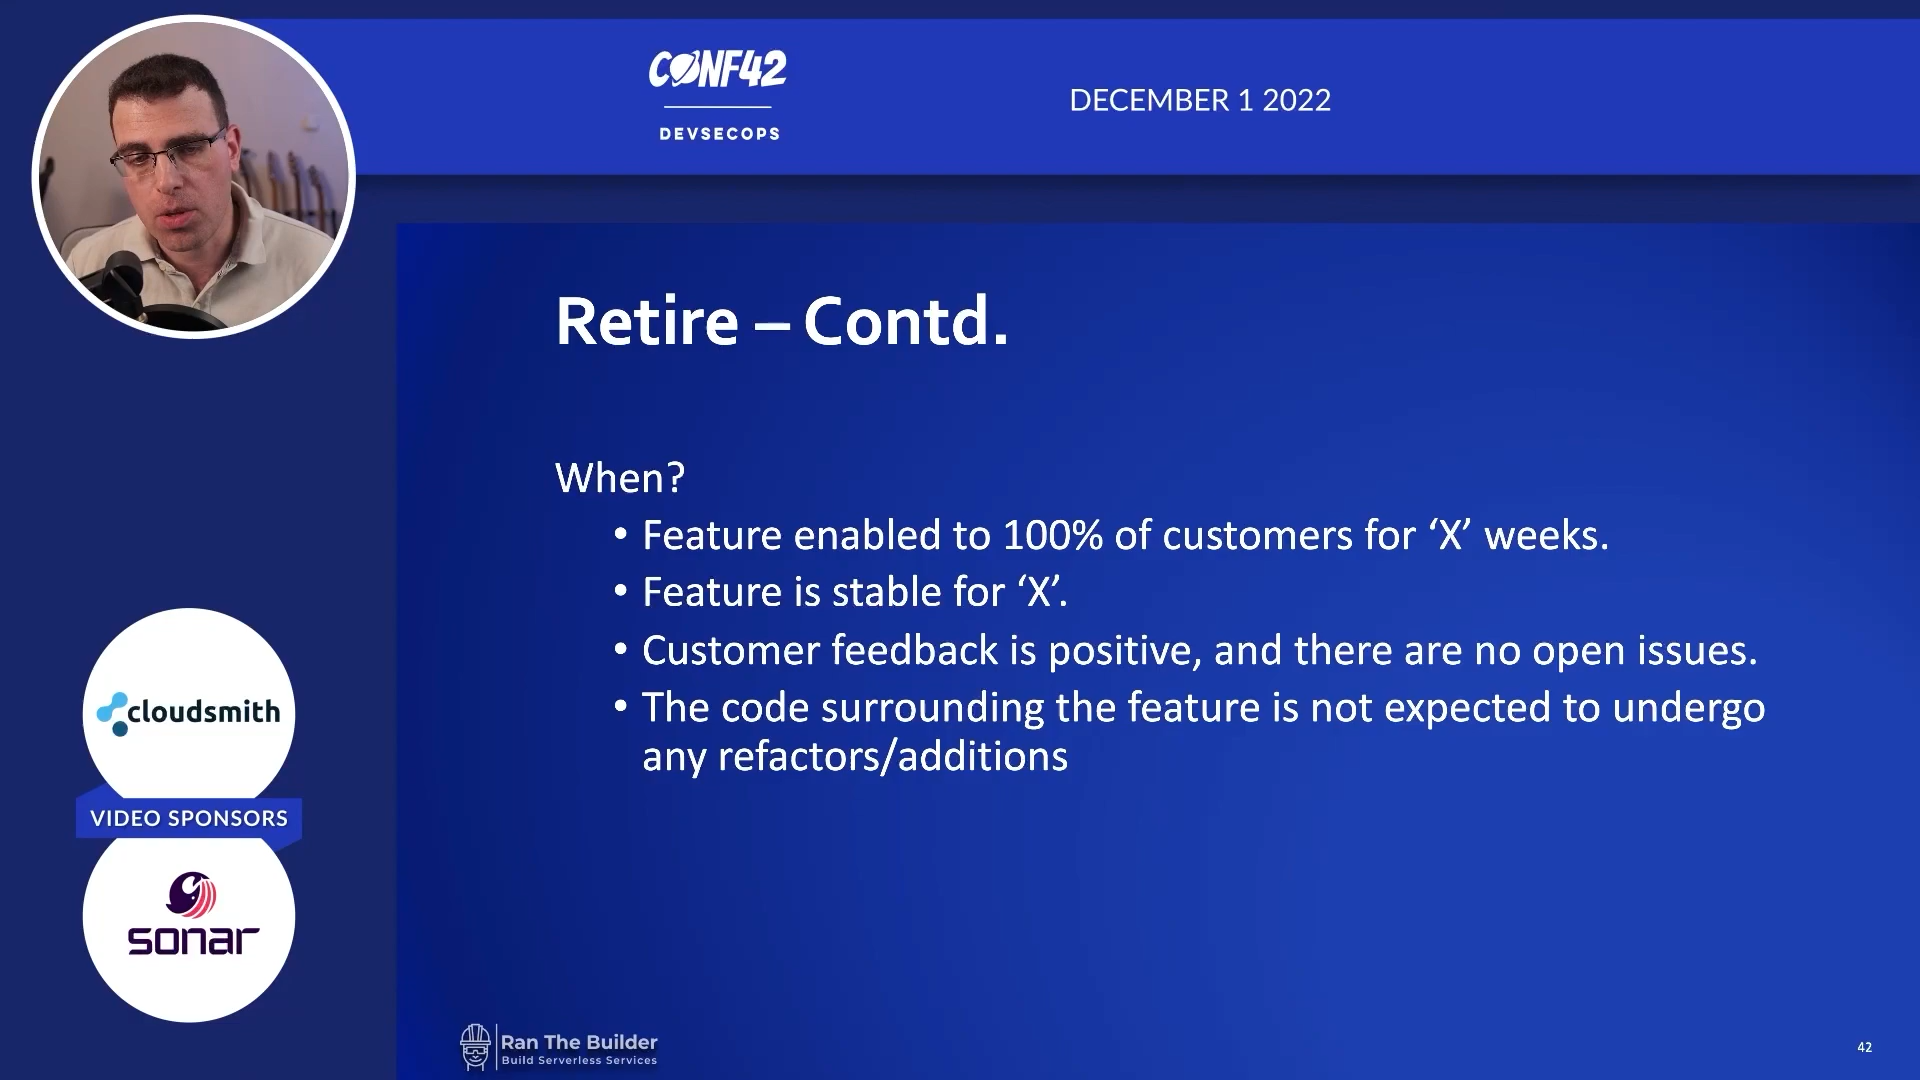 CONF42
DEVSECOPS
DECEMBER 1 2022
Retire – Contd.
When?
• Feature enabled to 100% of customers for ‘X’ weeks.
• Feature is stable for ‘X’.
• Customer feedback is positive, and there are no open issues.
• The code surrounding the feature is not expected to undergo
any refactors/additions
cloudsmith
VIDEO SPONSORS
sonar
Ran The Builder
Build Serverless Services
42